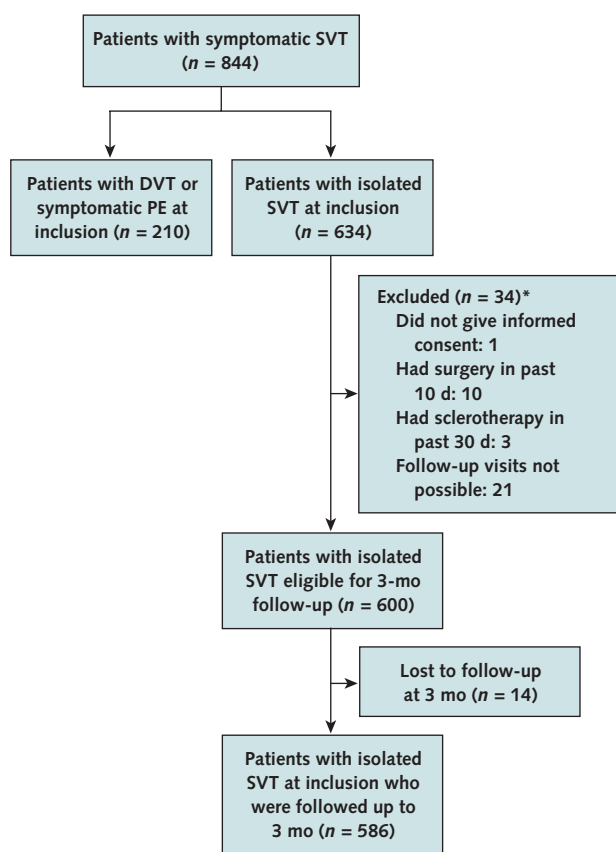 Patients with symptomatic SVT
(n = 844)
Patients with DVT or
symptomatic PE at
inclusion (n = 210)
Patients with isolated
SVT at inclusion
(n = 634)
Excluded (n = 34)*
Did not give informed
consent: 1
Had surgery in past
10 d: 10
Had sclerotherapy in
past 30 d: 3
Follow-up visits not
possible: 21
Patients with isolated
SVT eligible for 3-mo
follow-up (n = 600)
Lost to follow-up
at 3 mo (n = 14)
Patients with isolated
SVT at inclusion who
were followed up to
3 mo (n = 586)